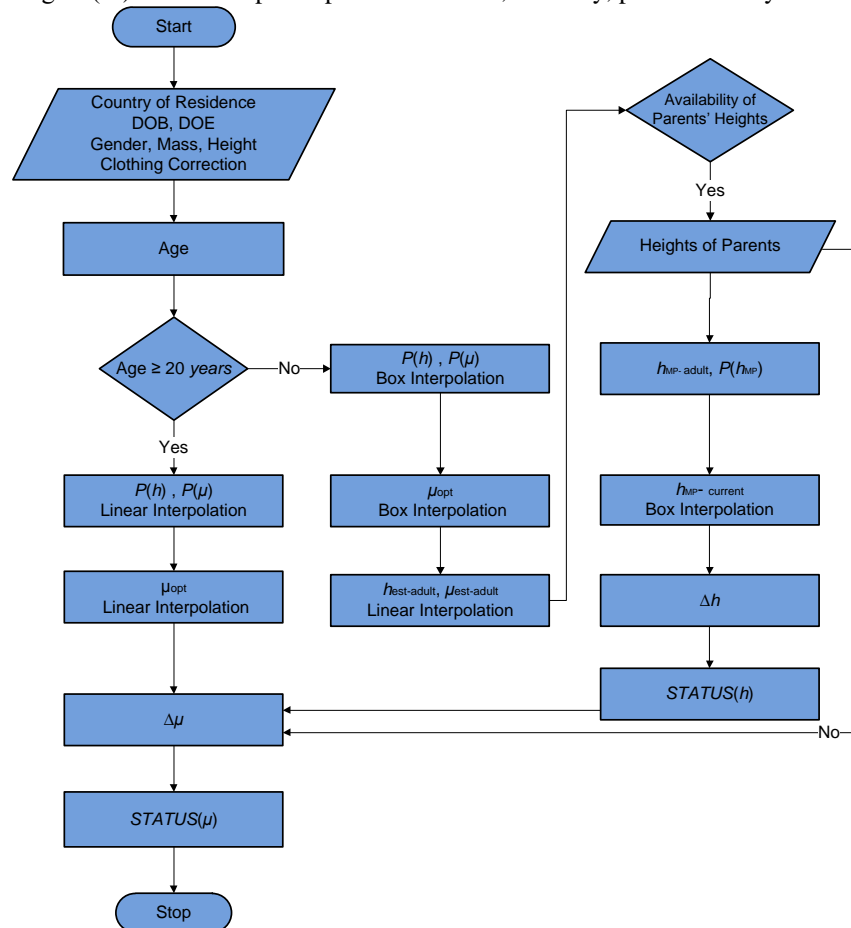 Start
Country of Residence
DOB, DOE
Gender, Mass, Height
Clothing Correction
Age
Age ≥ 20 years
No
Yes
P(h) , P(μ)
Linear Interpolation
μopt
Linear Interpolation
P(h) , P(μ)
Box Interpolation
μopt
Box Interpolation
hest-adult, μest-adult
Linear Interpolation
Availability of
Parents' Heights
Yes
Heights of Parents
hMP- adult, P(hMP)
hMP- current
Box Interpolation
Δh
STATUS(h)
No
Δμ
STATUS(μ)
Stop